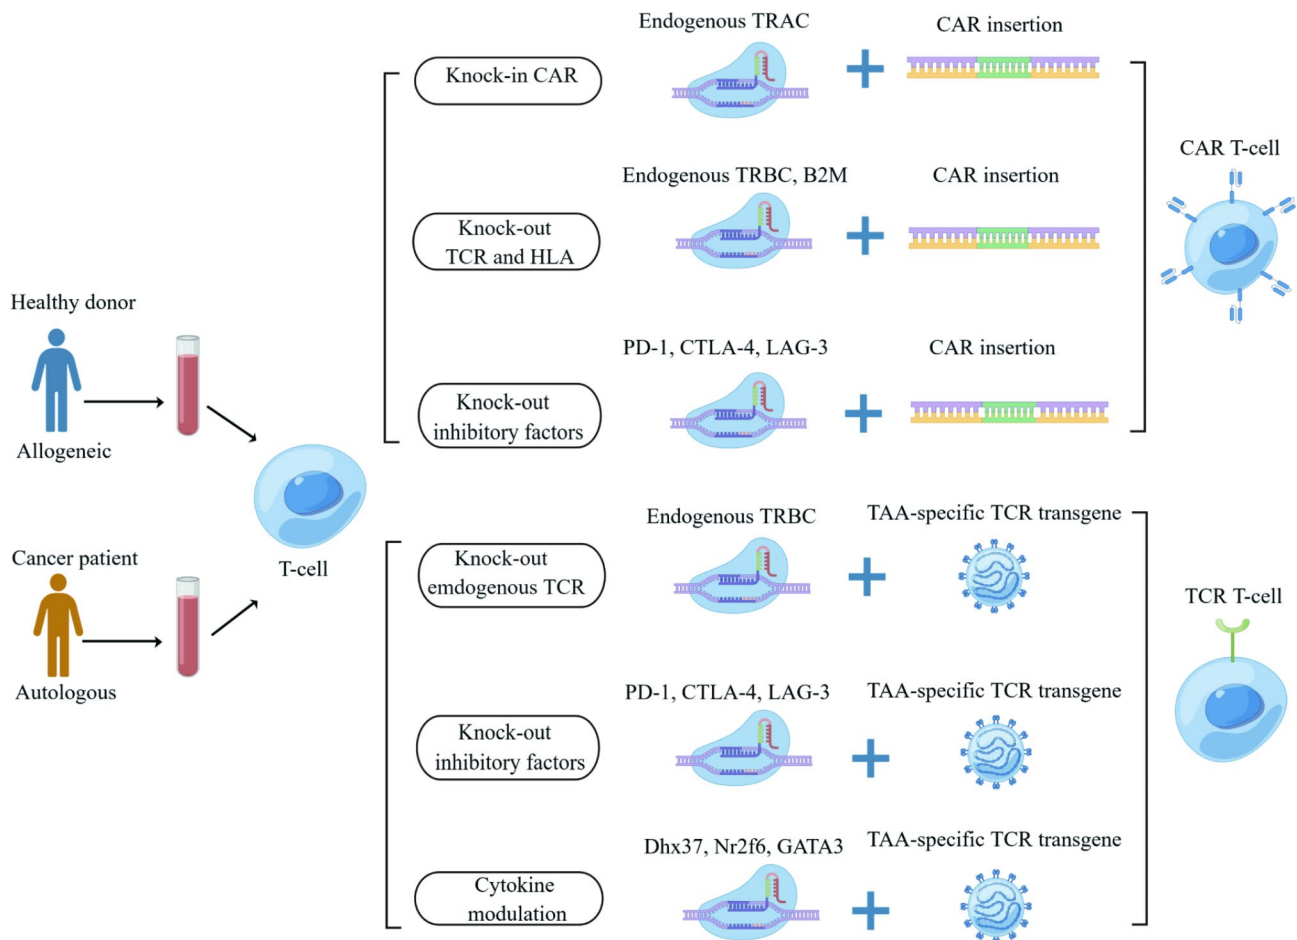 Endogenous TRAC
CAR insertion
Knock-in CAR
CAR T-cell
Endogenous TRBC, B2M
CAR insertion
Knock-out
TCR and HLA
Healthy donor
PD-1, CTLA-4, LAG-3
CAR insertion
Knock-out
inhibitory factors
Allogeneic
T-cell
Endogenous TRBC
TAA-specific TCR transgene
Cancer patient
Knock-out
emdogenous TCR
TCR T-cell
Autologous
PD-1, CTLA-4, LAG-3
TAA-specific TCR transgene
Knock-out
inhibitory factors
Dhx37, Nr2f6, GATA3
TAA-specific TCR transgene
Cytokine
modulation